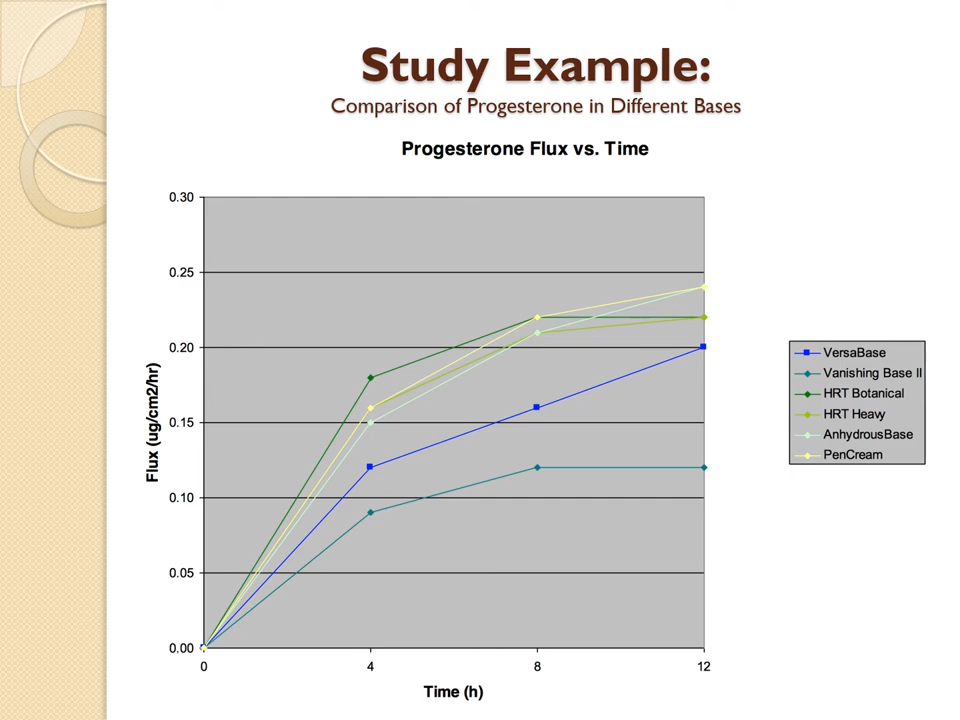 Study Example:
Comparison of Progesterone in Different Bases
Progesterone Flux vs. Time
0.30
0.25
0.20
0.15
0.10
0.05
0.00
Flux (ug/cm2/hr)
0 4 8 12
Time (h)
VersaBase
Vanishing Base II
HRT Botanical
HRT Heavy
AnhydrousBase
PenCream